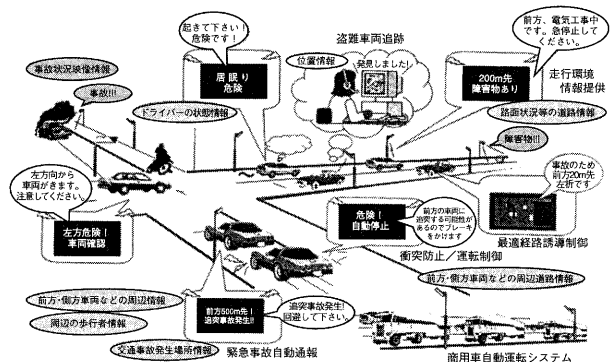 起きて下さい!
危険です!
居眠り
危険
盗難車両追跡
位置情報
発見しました!
前方、電気工事中
です。急停止して
ください。
200m先
障害物あり
走行環境
情報提供
路面状況等の道路情報
事故状況映像情報
事故!!!
ドライバーの状態情報
障害物!!!
左方向から
車両がきます。
注意してください。
左方危険!
車両確認
危険!
自動停止
前方の車両に
追突する可能性が
あるのでブレーキ
をかけます
衝突防止/運転制御
事故のため
前方20m先
左折です
最適経路誘導制御
前方・側方車両などの周辺道路情報
前方・側方車両などの周辺情報
周辺の歩行者情報
前方500m先!
追突事故発生!!
追突事故発生!
回避して下さい。
交通事故発生場所情報
緊急事故自動通報
商用車自動運転システム